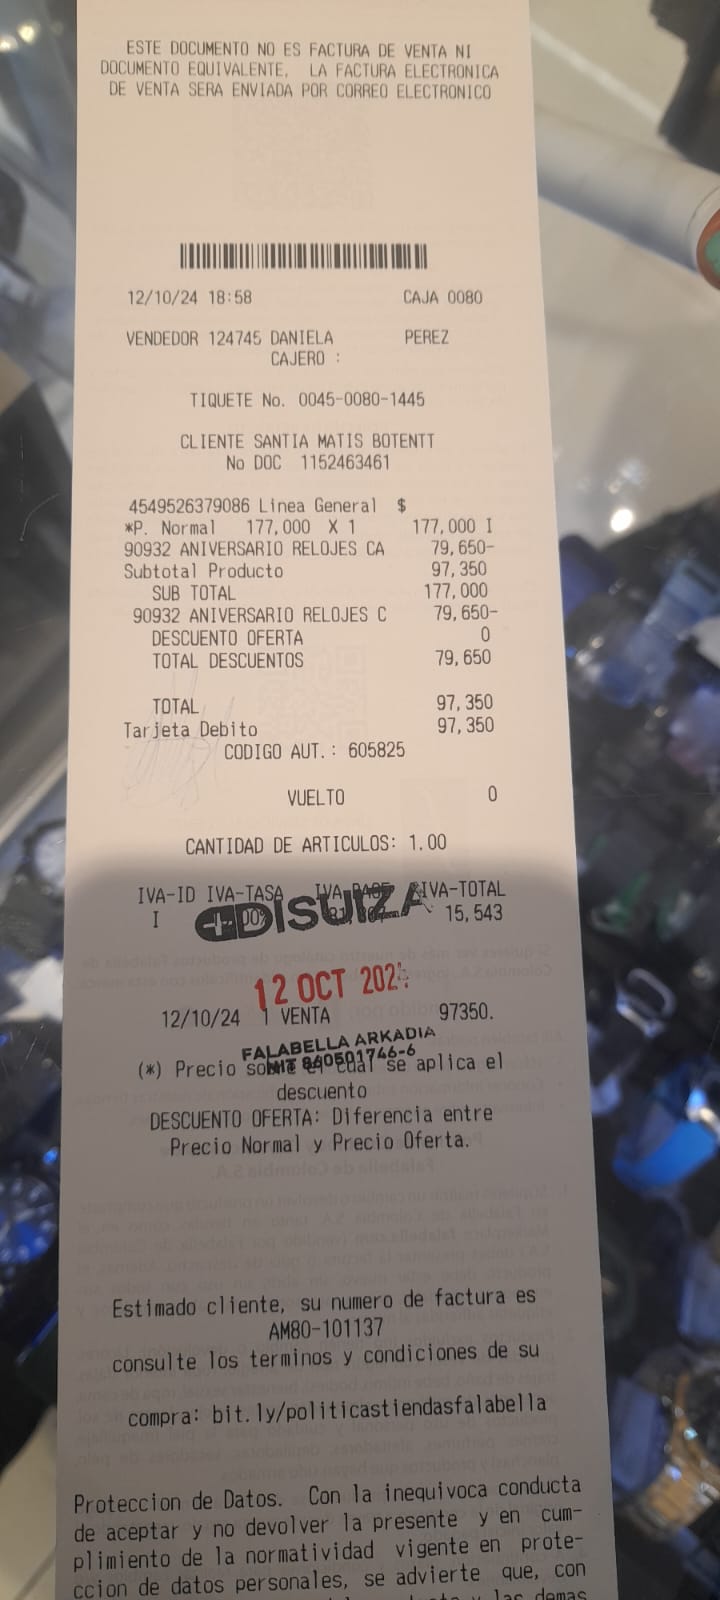 ESTE DOCUMENTO NO ES FACTURA DE VENTA NI
DOCUMENTO EQUIVALENTE, LA FACTURA ELECTRONICA
DE VENTA SERA ENVIADA POR CORREO ELECTRONICO
12/10/24 18:58 CAJA 0080
VENDEDOR 124745 DANIELA PEREZ
CAJERO :
TIQUETE No. 0045-0080-1445
CLIENTE SANTIA MATIS BOTENTT
No DOC 1152463461
4549526379086 Linea General $
*P. Normal 177,000 X 1 177,000 I
90932 ANIVERSARIO RELOJES CA 79,650-
Subtotal Producto 97,350
SUB TOTAL 177,000
90932 ANIVERSARIO RELOJES C 79,650-
DESCUENTO OFERTA 0
TOTAL DESCUENTOS 79,650
TOTAL 97,350
Tarjeta Debito 97,350
CODIGO AUT.: 605825
VUELTO 0
CANTIDAD DE ARTICULOS: 1.00
IVA-ID IVA-TASA IVA-BASE IVA-TOTAL
I 15,543
DISUIZA
12 OCT 202
12/10/24 1 VENTA 97350.
FALABELLA ARKADIA
NIT 860501746-6
(*) Precio sobre el cual se aplica el
descuento
DESCUENTO OFERTA: Diferencia entre
Precio Normal y Precio Oferta.
Estimado cliente, su numero de factura es
AM80-101137
consulte los terminos y condiciones de su
compra: bit.ly/politicastiendasfalabella
Proteccion de Datos. Con la inequivoca conducta
de aceptar y no devolver la presente y en cum-
plimiento de la normatividad vigente en prote-
ccion de datos personales, se advierte que, con
y las demas